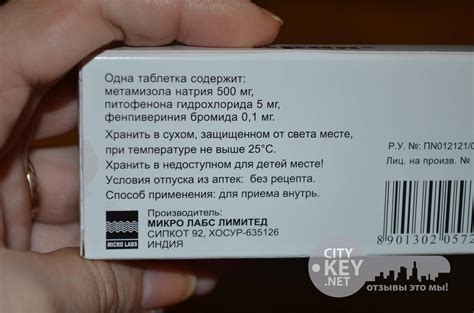 Одна таблетка содержит:
метамизола натрия 500 мг,
питофенона гидрохлорида 5 мг,
фенпивериния бромида 0,1 мг.
Хранить в сухом, защищенном от света месте,
при температуре не выше 25°С.
Хранить в недоступном для детей месте!
Условия отпуска из аптек: без рецепта.
Способ применения: для приема внутрь.
Р.У. №: ПN012121/0
Лиц. на произв. №
Производитель:
МИКРО ЛАБС ЛИМИТЕД
СИПКОТ 92, ХОСУР-635126
ИНДИЯ
MICRO LABS
8901302 0572
CITY
KEY
.NET
ОТЗЫВЫ ЭТО МЫ!